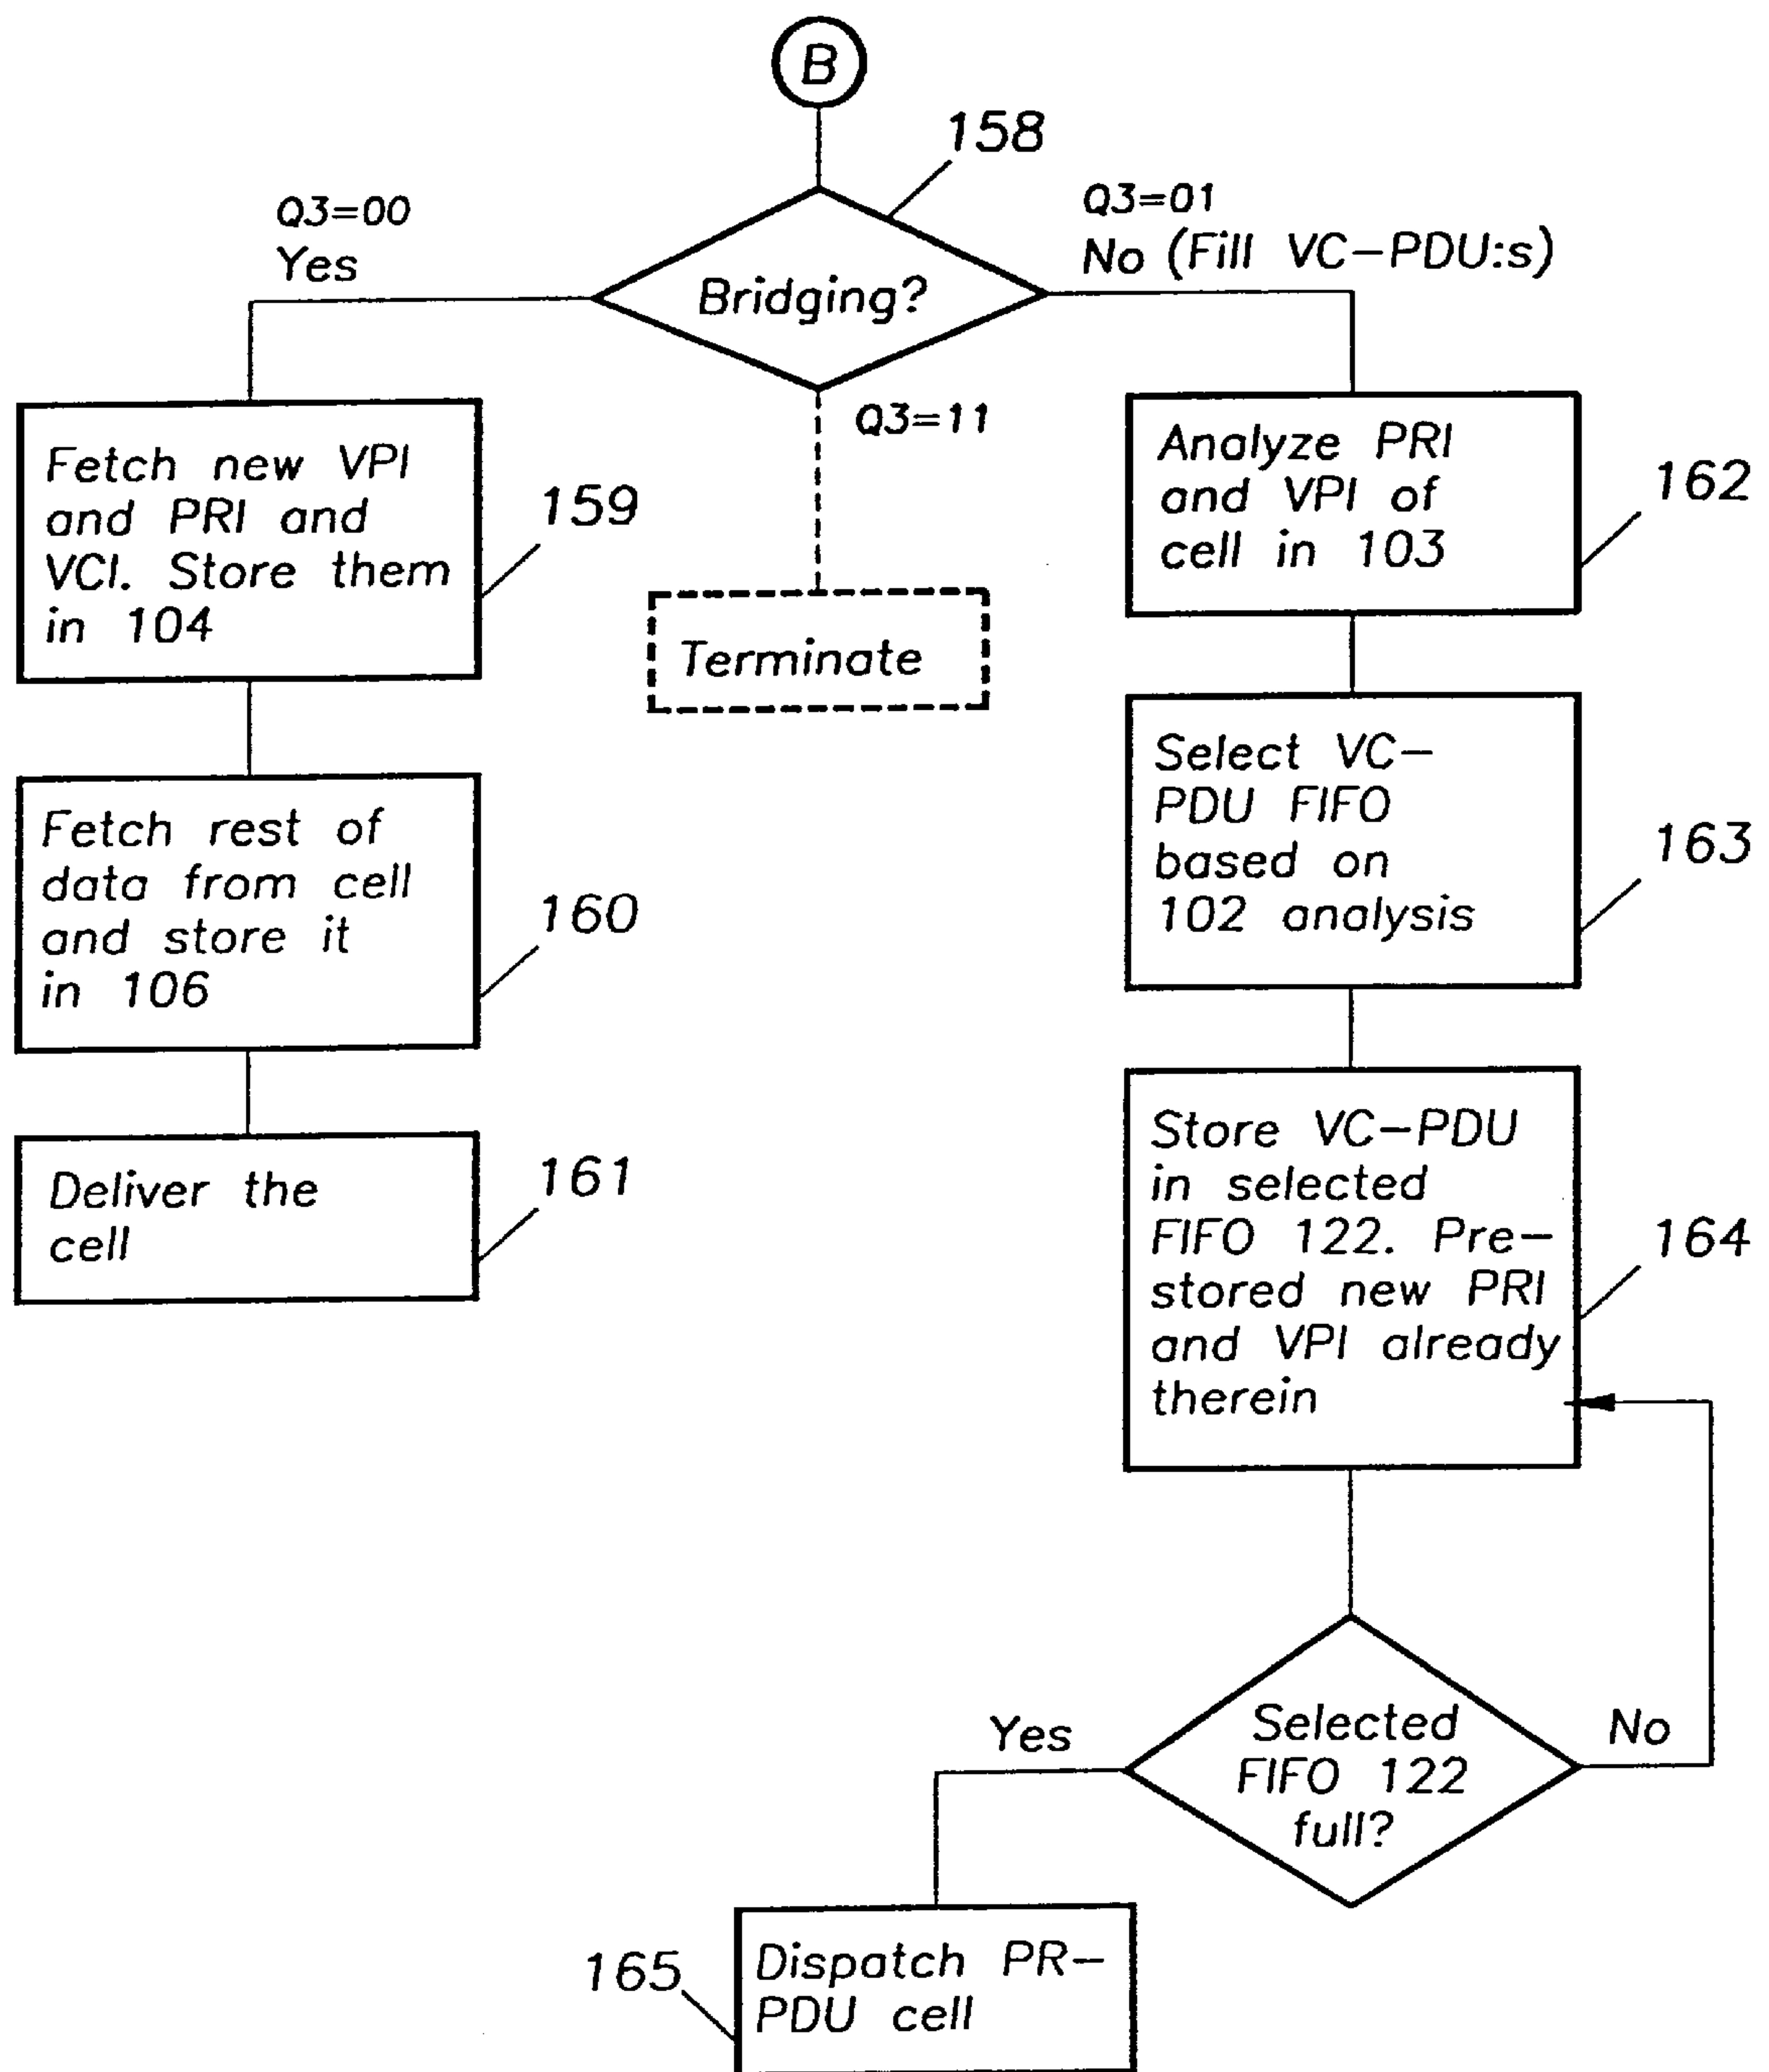 B
158
Q3=00
Yes
Q3=01
No (Fill VC-PDU:s)
Bridging?
Q3=11
Terminate
Fetch new VPI
and PRI and
VCI. Store them
in 104
159
Fetch rest of
data from cell
and store it
in 106
160
Deliver the
cell
161
Analyze PRI
and VPI of
cell in 103
162
Select VC-
PDU FIFO
based on
102 analysis
163
Store VC-PDU
in selected
FIFO 122. Pre-
stored new PRI
and VPI already
therein
164
Selected
FIFO 122
full?
Yes
No
165
Dispatch PR-
PDU cell